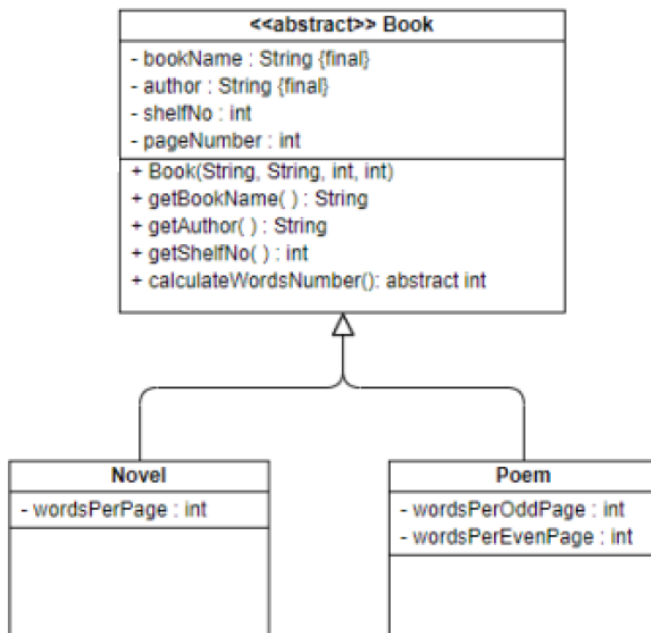 <<abstract>> Book
- bookName : String {final}
- author : String {final}
- shelfNo : int
- pageNumber : int
+ Book(String, String, int, int)
+ getBookName( ) : String
+ getAuthor( ) : String
+ getShelfNo( ) : int
+ calculateWordsNumber(): abstract int
Novel
- wordsPerPage : int
Poem
- wordsPerOddPage : int
- wordsPerEvenPage : int